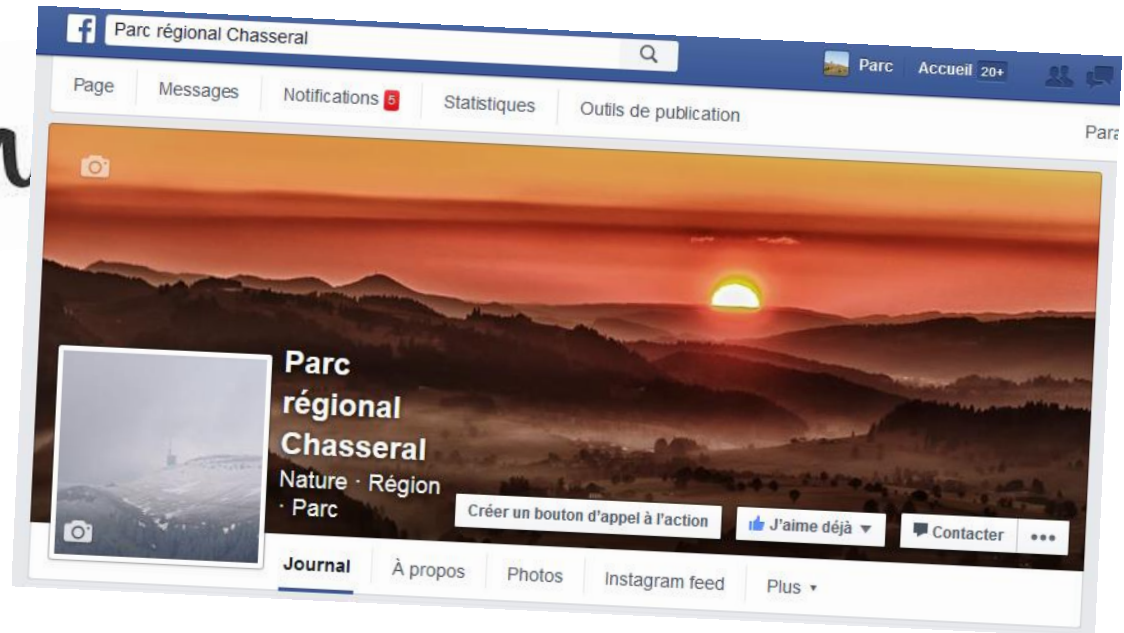 Parc régional Chasseral
Parc Accueil 20+
Page Messages Notifications 5 Statistiques Outils de publication
Parc
régional
Chasseral
Nature · Région
· Parc
Créer un bouton d'appel à l'action J'aime déjà ▼ Contacter •••
Journal À propos Photos Instagram feed Plus